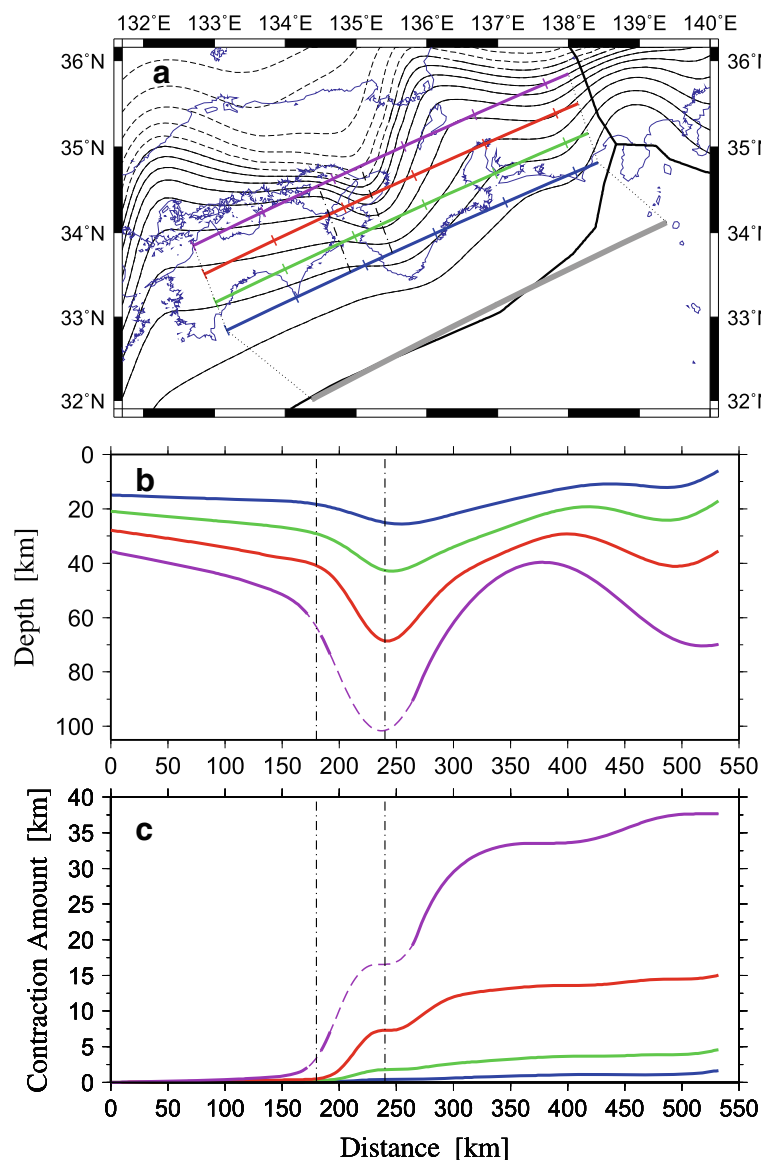 132°E 133°E 134°E 135°E 136°E 137°E 138°E 139°E 140°E
a
36°N 36°N
35°N 35°N
34°N 34°N
33°N 33°N
32°N 32°N
b
Depth [km]
0
20
40
60
80
100
0 50 100 150 200 250 300 350 400 450 500 550
c
Contraction Amount [km]
40
35
30
25
20
15
10
5
0
0 50 100 150 200 250 300 350 400 450 500 550
Distance [km]